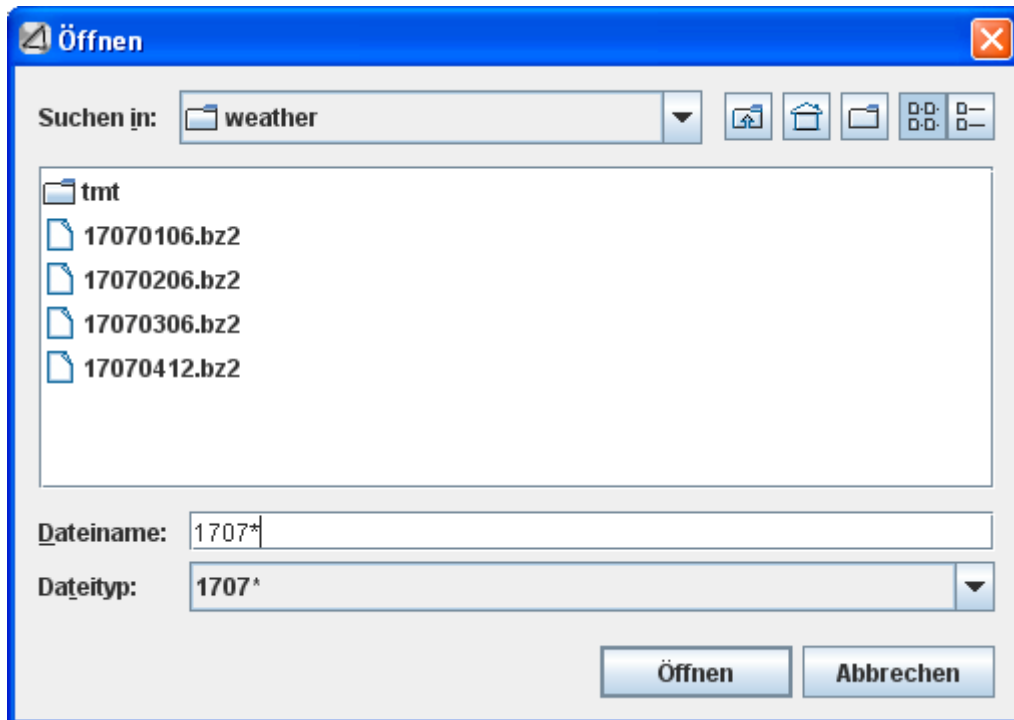 Öffnen
Suchen in: weather
tmt
17070106.bz2
17070206.bz2
17070306.bz2
17070412.bz2
Dateiname: 1707*
Dateityp: 1707*
Öffnen Abbrechen